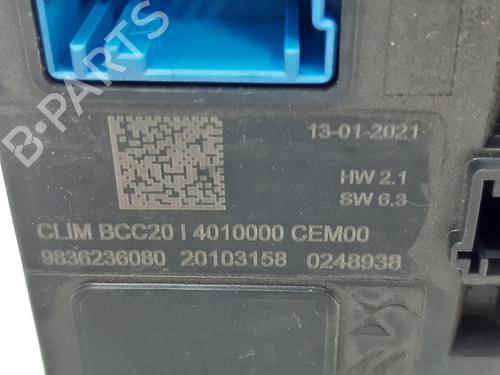 B-PARTS
13-01-2021
HW 2.1
SW 6.3
CLIM BCC20 I 4010000 CEM00
9836236080 20103158 0248938